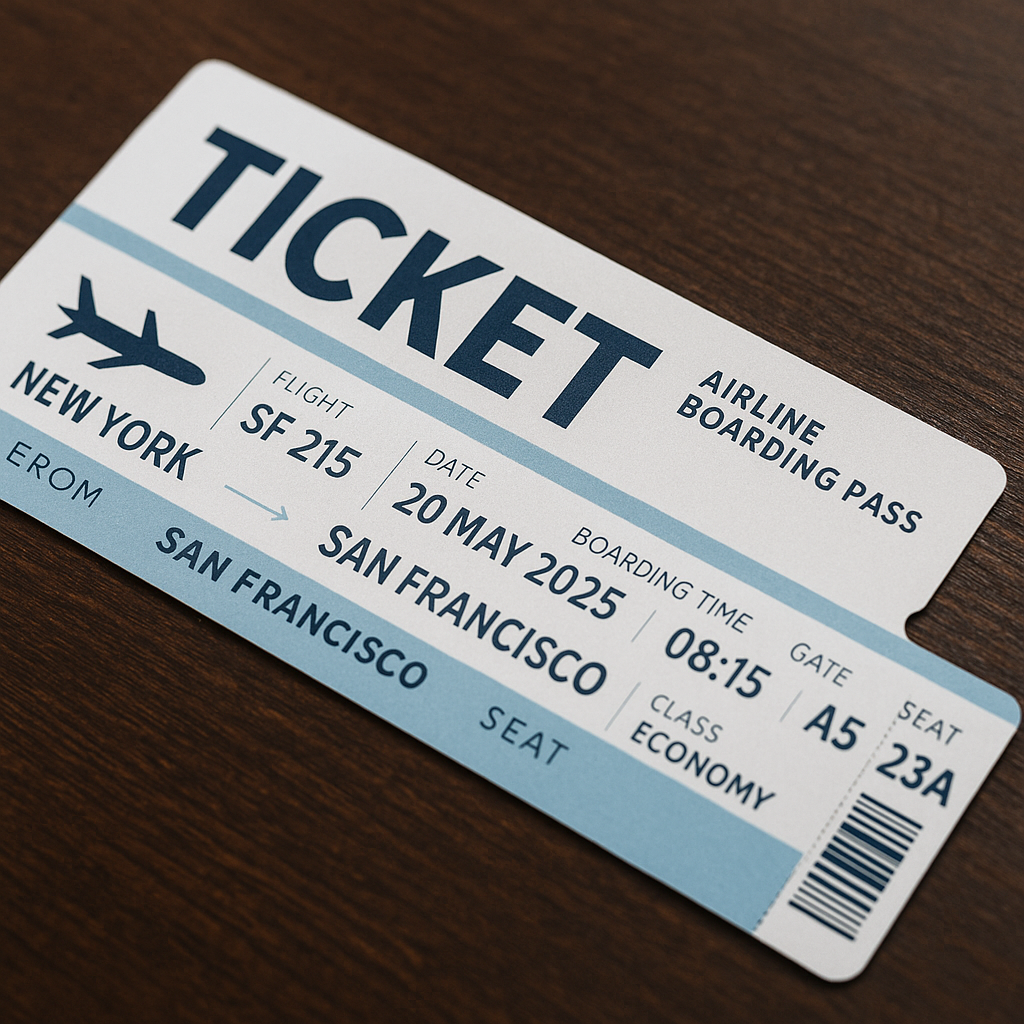 TICKET
AIRLINE
BOARDING PASS
FLIGHT
SF 215
DATE
20 MAY 2025
BOARDING TIME
08:15
GATE
A5
SEAT
23A
NEW YORK
SAN FRANCISCO
CLASS
ECONOMY
EROM
SAN FRANCISCO
SEAT